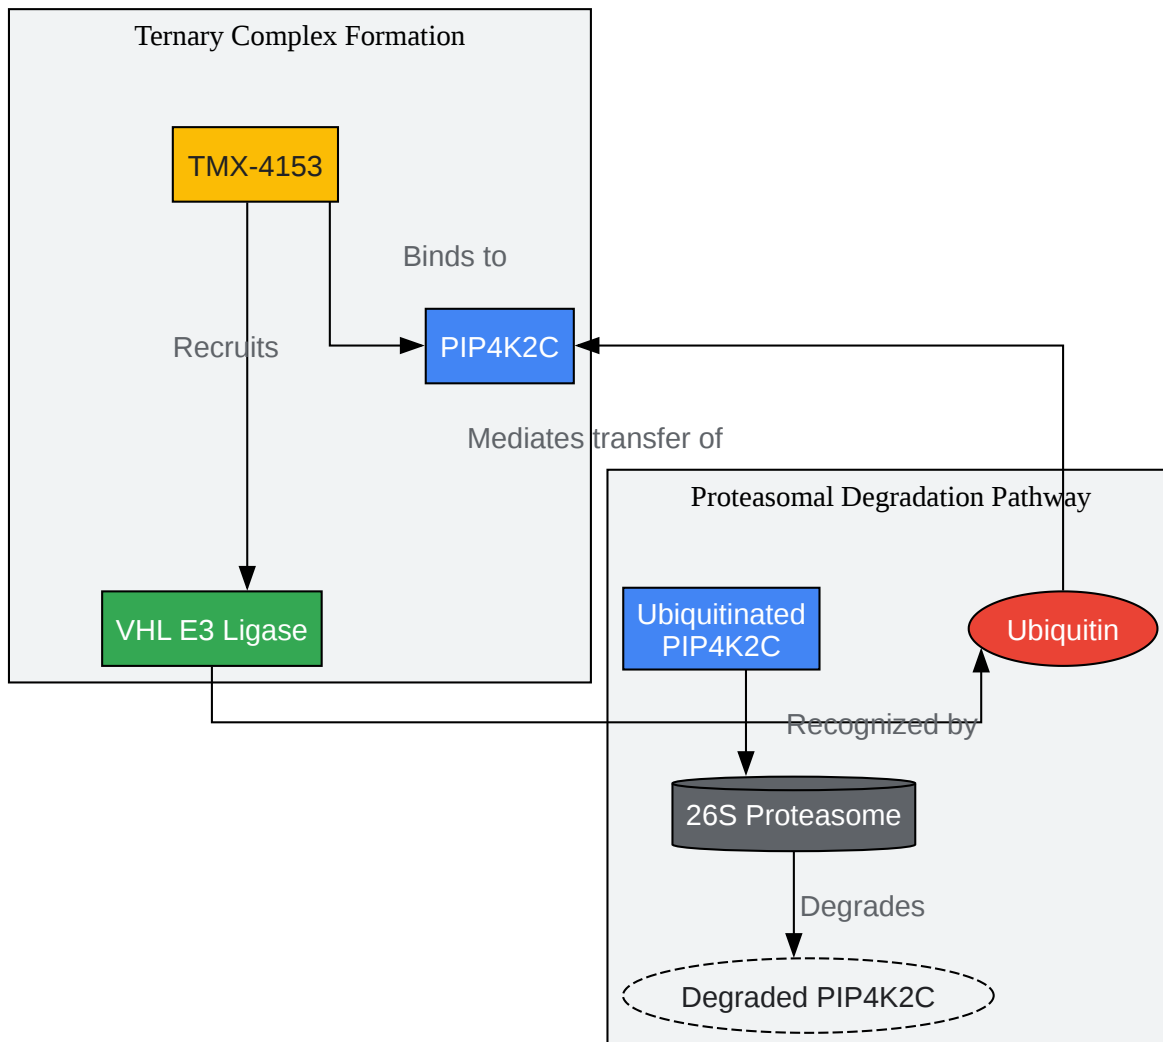 Ternary Complex Formation
TMX-4153
Binds to
Recruits
PIP4K2C
Mediates transfer of
Proteasomal Degradation Pathway
VHL E3 Ligase
Ubiquitinated
PIP4K2C
Ubiquitin
Recognized by
26S Proteasome
Degrades
Degraded PIP4K2C